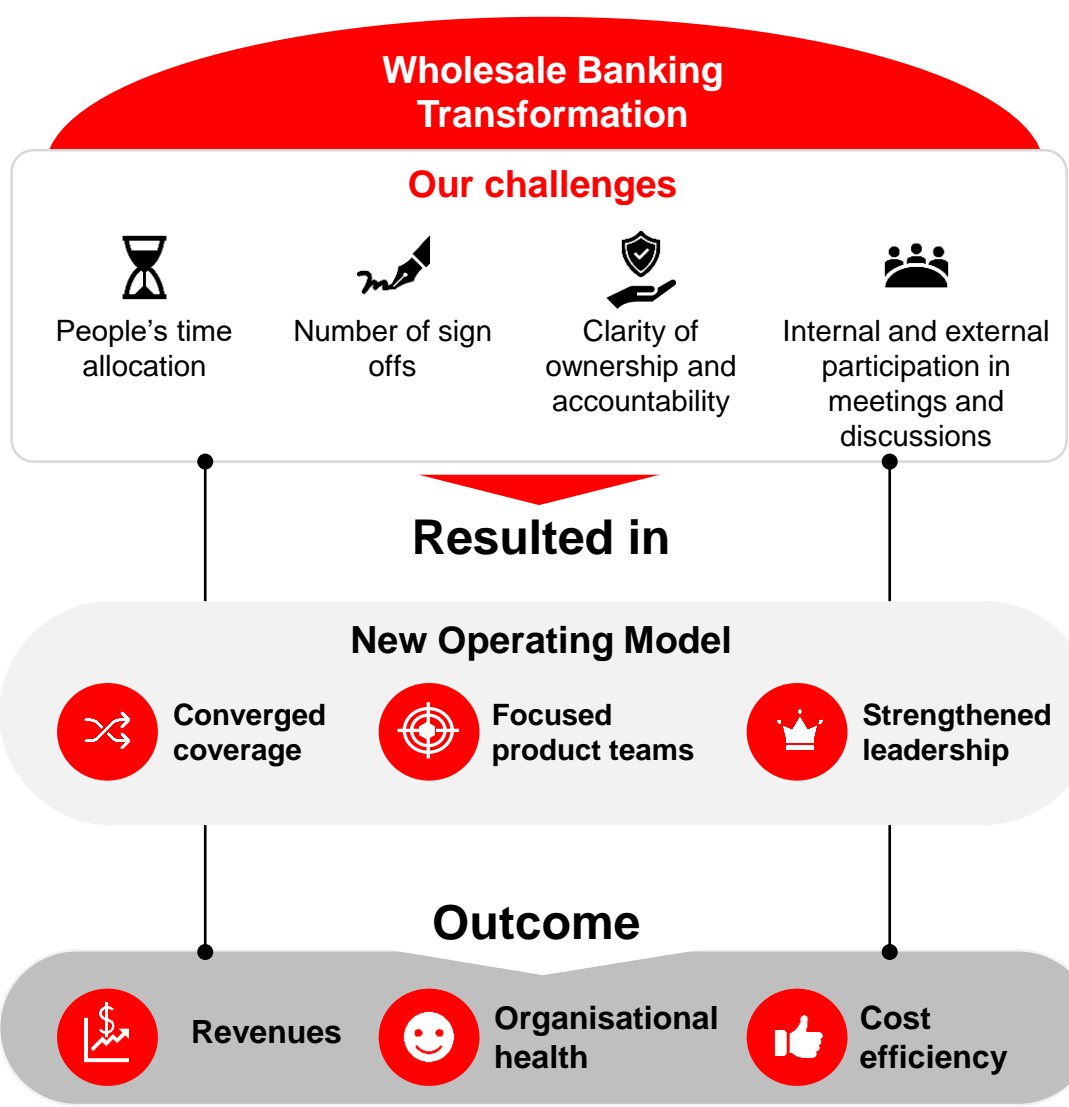 Wholesale Banking
Transformation
Our challenges
People’s time
allocation
Number of sign
offs
Clarity of
ownership and
accountability
Internal and external
participation in
meetings and
discussions
Resulted in
New Operating Model
Converged
coverage
Focused
product teams
Strengthened
leadership
Outcome
$
Revenues
Organisational
health
Cost
efficiency